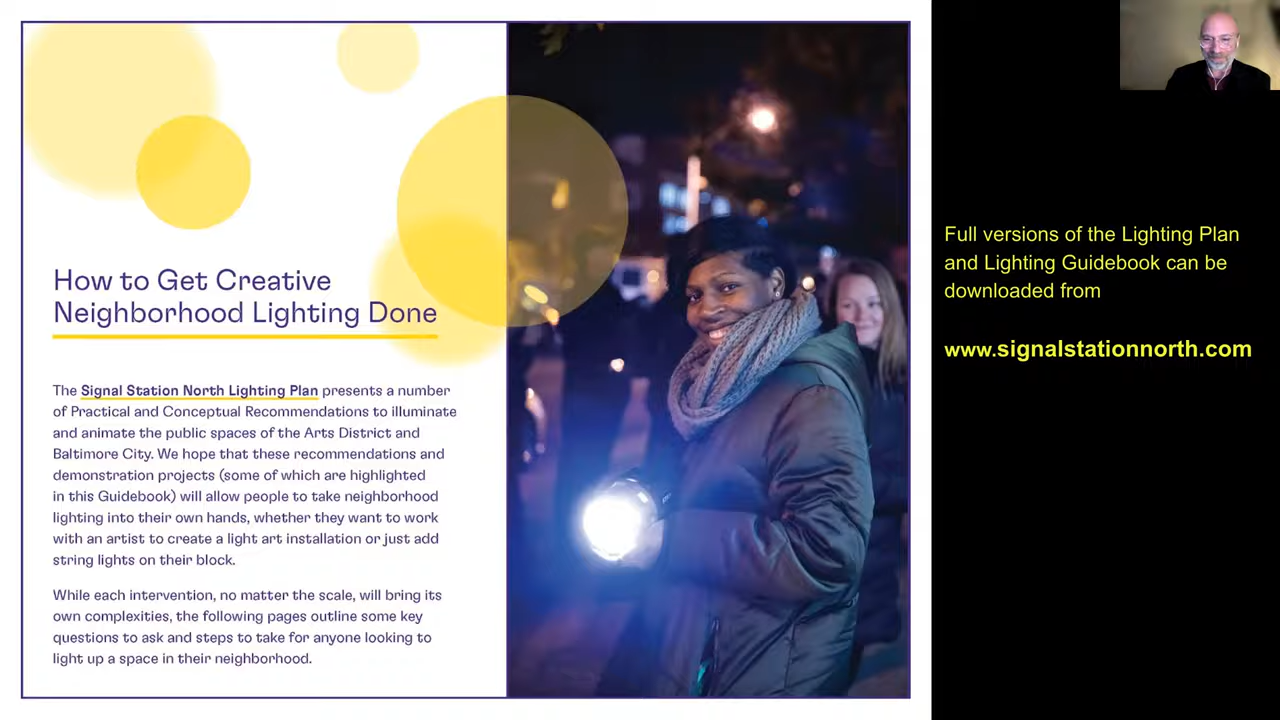 How to Get Creative
Neighborhood Lighting Done
The Signal Station North Lighting Plan presents a number
of Practical and Conceptual Recommendations to illuminate
and animate the public spaces of the Arts District and
Baltimore City. We hope that these recommendations and
demonstration projects (some of which are highlighted
in this Guidebook) will allow people to take neighborhood
lighting into their own hands, whether they want to work
with an artist to create a light art installation or just add
string lights on their block.
While each intervention, no matter the scale, will bring its
own complexities, the following pages outline some key
questions to ask and steps to take for anyone looking to
light up a space in their neighborhood.
Full versions of the Lighting Plan
and Lighting Guidebook can be
downloaded from
www.signalstationnorth.com